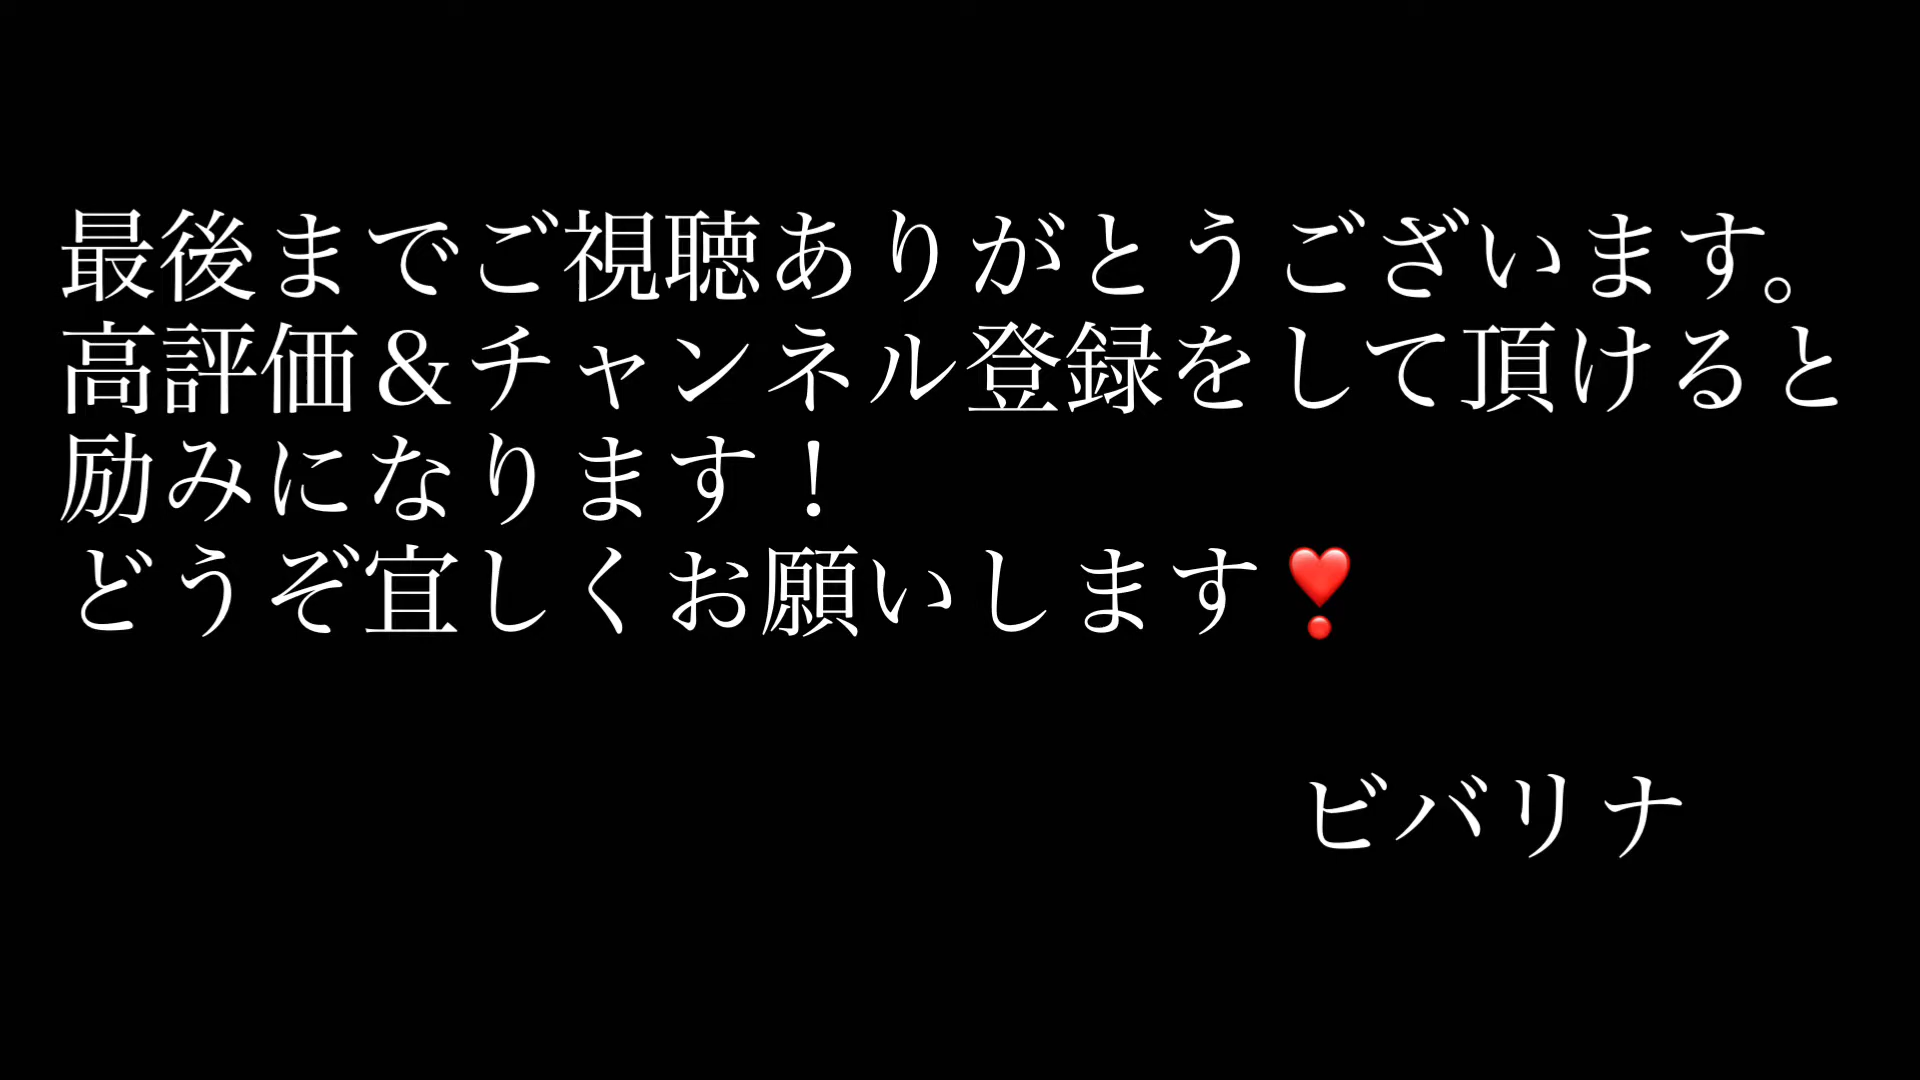 最後までご視聴ありがとうございます。
高評価＆チャンネル登録をして頂けると
励みになります！
どうぞ宜しくお願いします❣️
ビバリナ